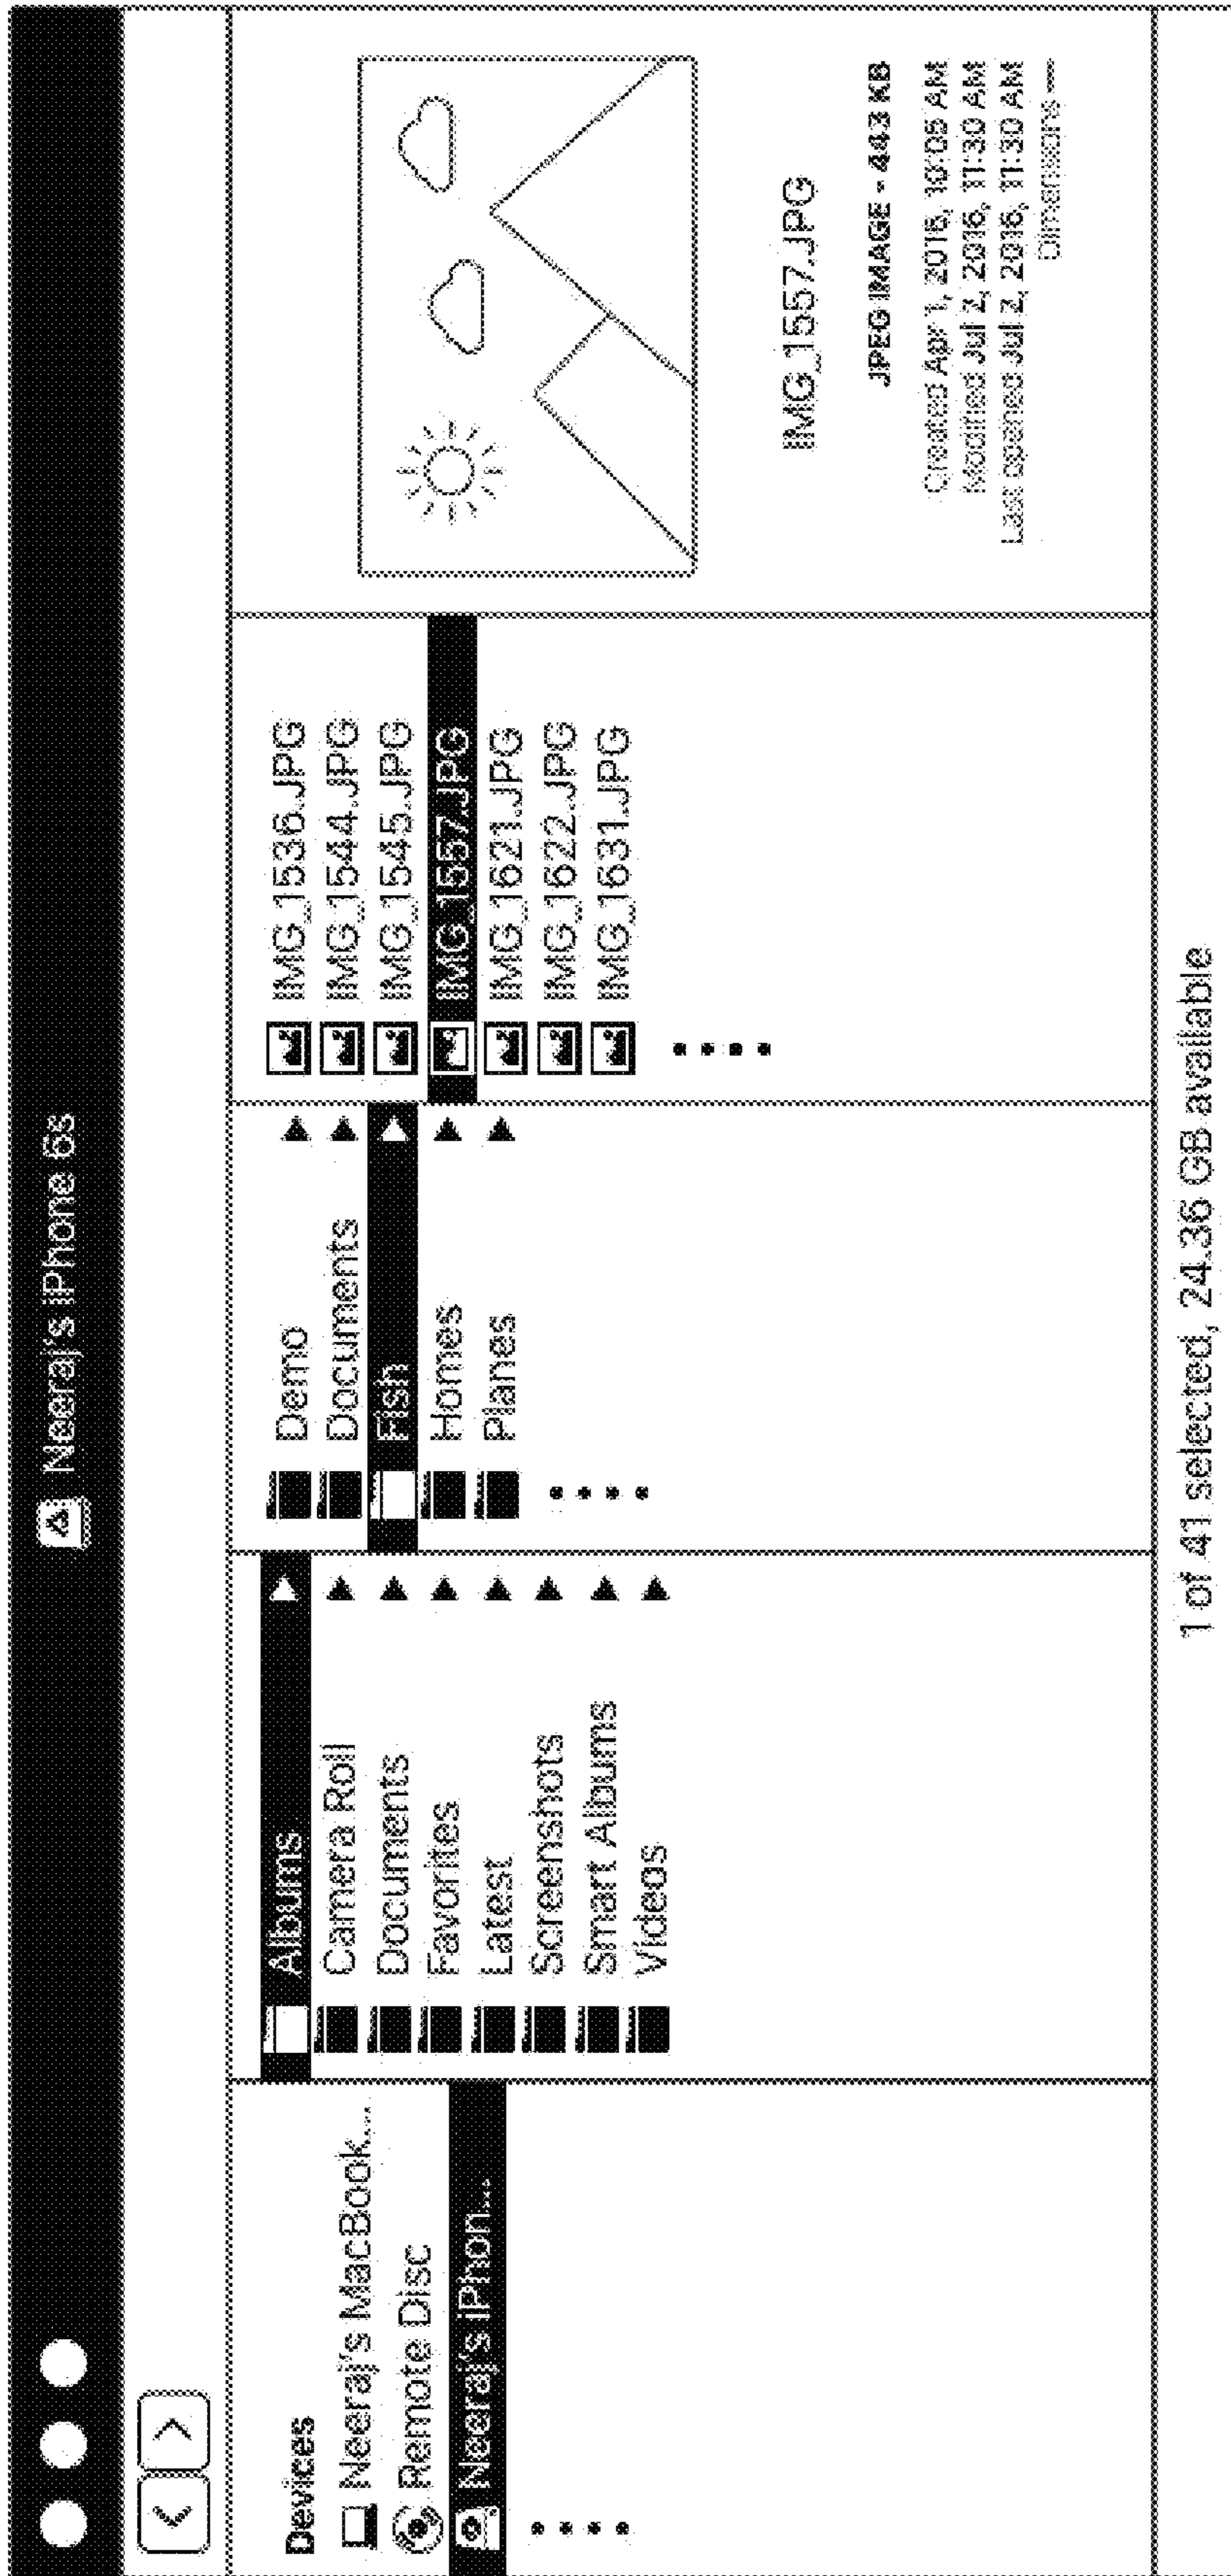 Neeraj's iPhone 6s
Devices
Neeraj's MacBook...
Remote Disc
Neeraj's iPhon...
Albums
Camera Roll
Documents
Favorites
Latest
Screenshots
Smart Albums
Videos
Demo
Documents
Fish
Homes
Planes
IMG_1536.JPG
IMG_1544.JPG
IMG_1545.JPG
IMG_1557.JPG
IMG_1621.JPG
IMG_1622.JPG
IMG_1631.JPG
IMG_1557.JPG
JPEG IMAGE - 443 KB
Created Apr 1, 2016, 10:05 AM
Modified Jul 2, 2016, 11:30 AM
Last opened Jul 2, 2016, 11:30 AM
Dimensions —
1 of 41 selected, 24.36 GB available